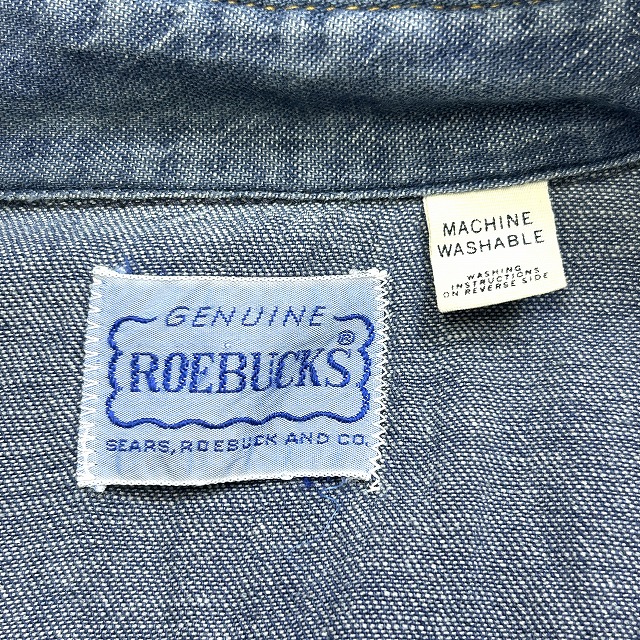 MACHINE
WASHABLE
WASHING
INSTRUCTIONS
ON REVERSE SIDE
GENUINE
ROEBUCKS®
SEARS, ROEBUCK AND CO.